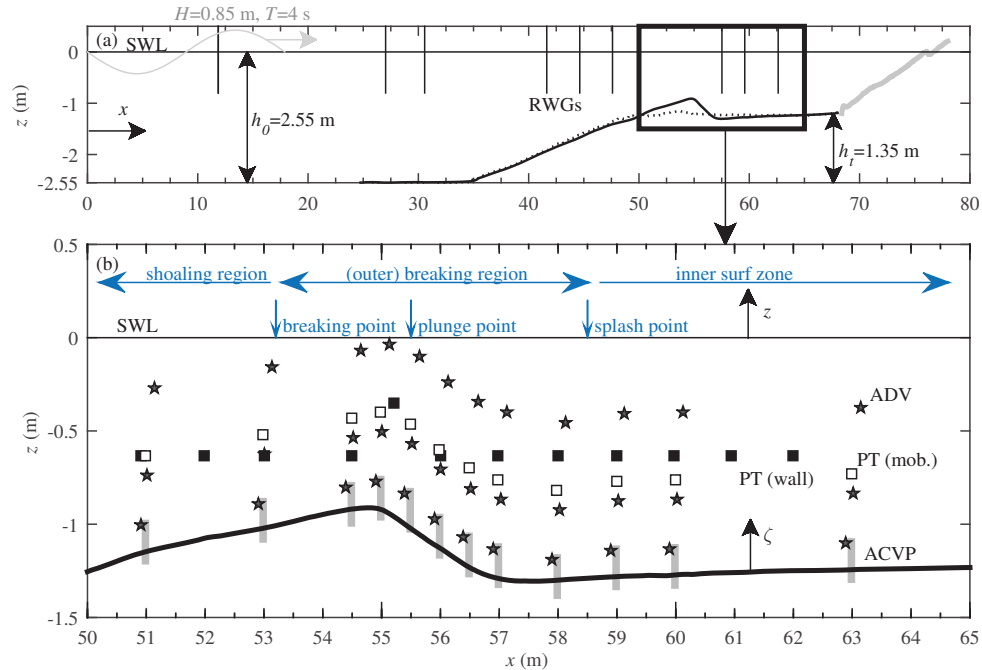 H=0.85 m, T=4 s
(a)
SWL
0
-1
-2
-2.55
z (m)
x
h0=2.55 m
RWGs
ht=1.35 m
0 10 20 30 40 50 60 70 80
(b)
shoaling region
(outer) breaking region
inner surf zone
breaking point
plunge point
splash point
z
SWL
ADV
PT (mob.)
PT (wall)
ζ
ACVP
0.5
0
-0.5
-1
-1.5
z (m)
50 51 52 53 54 55 56 57 58 59 60 61 62 63 64 65
x (m)